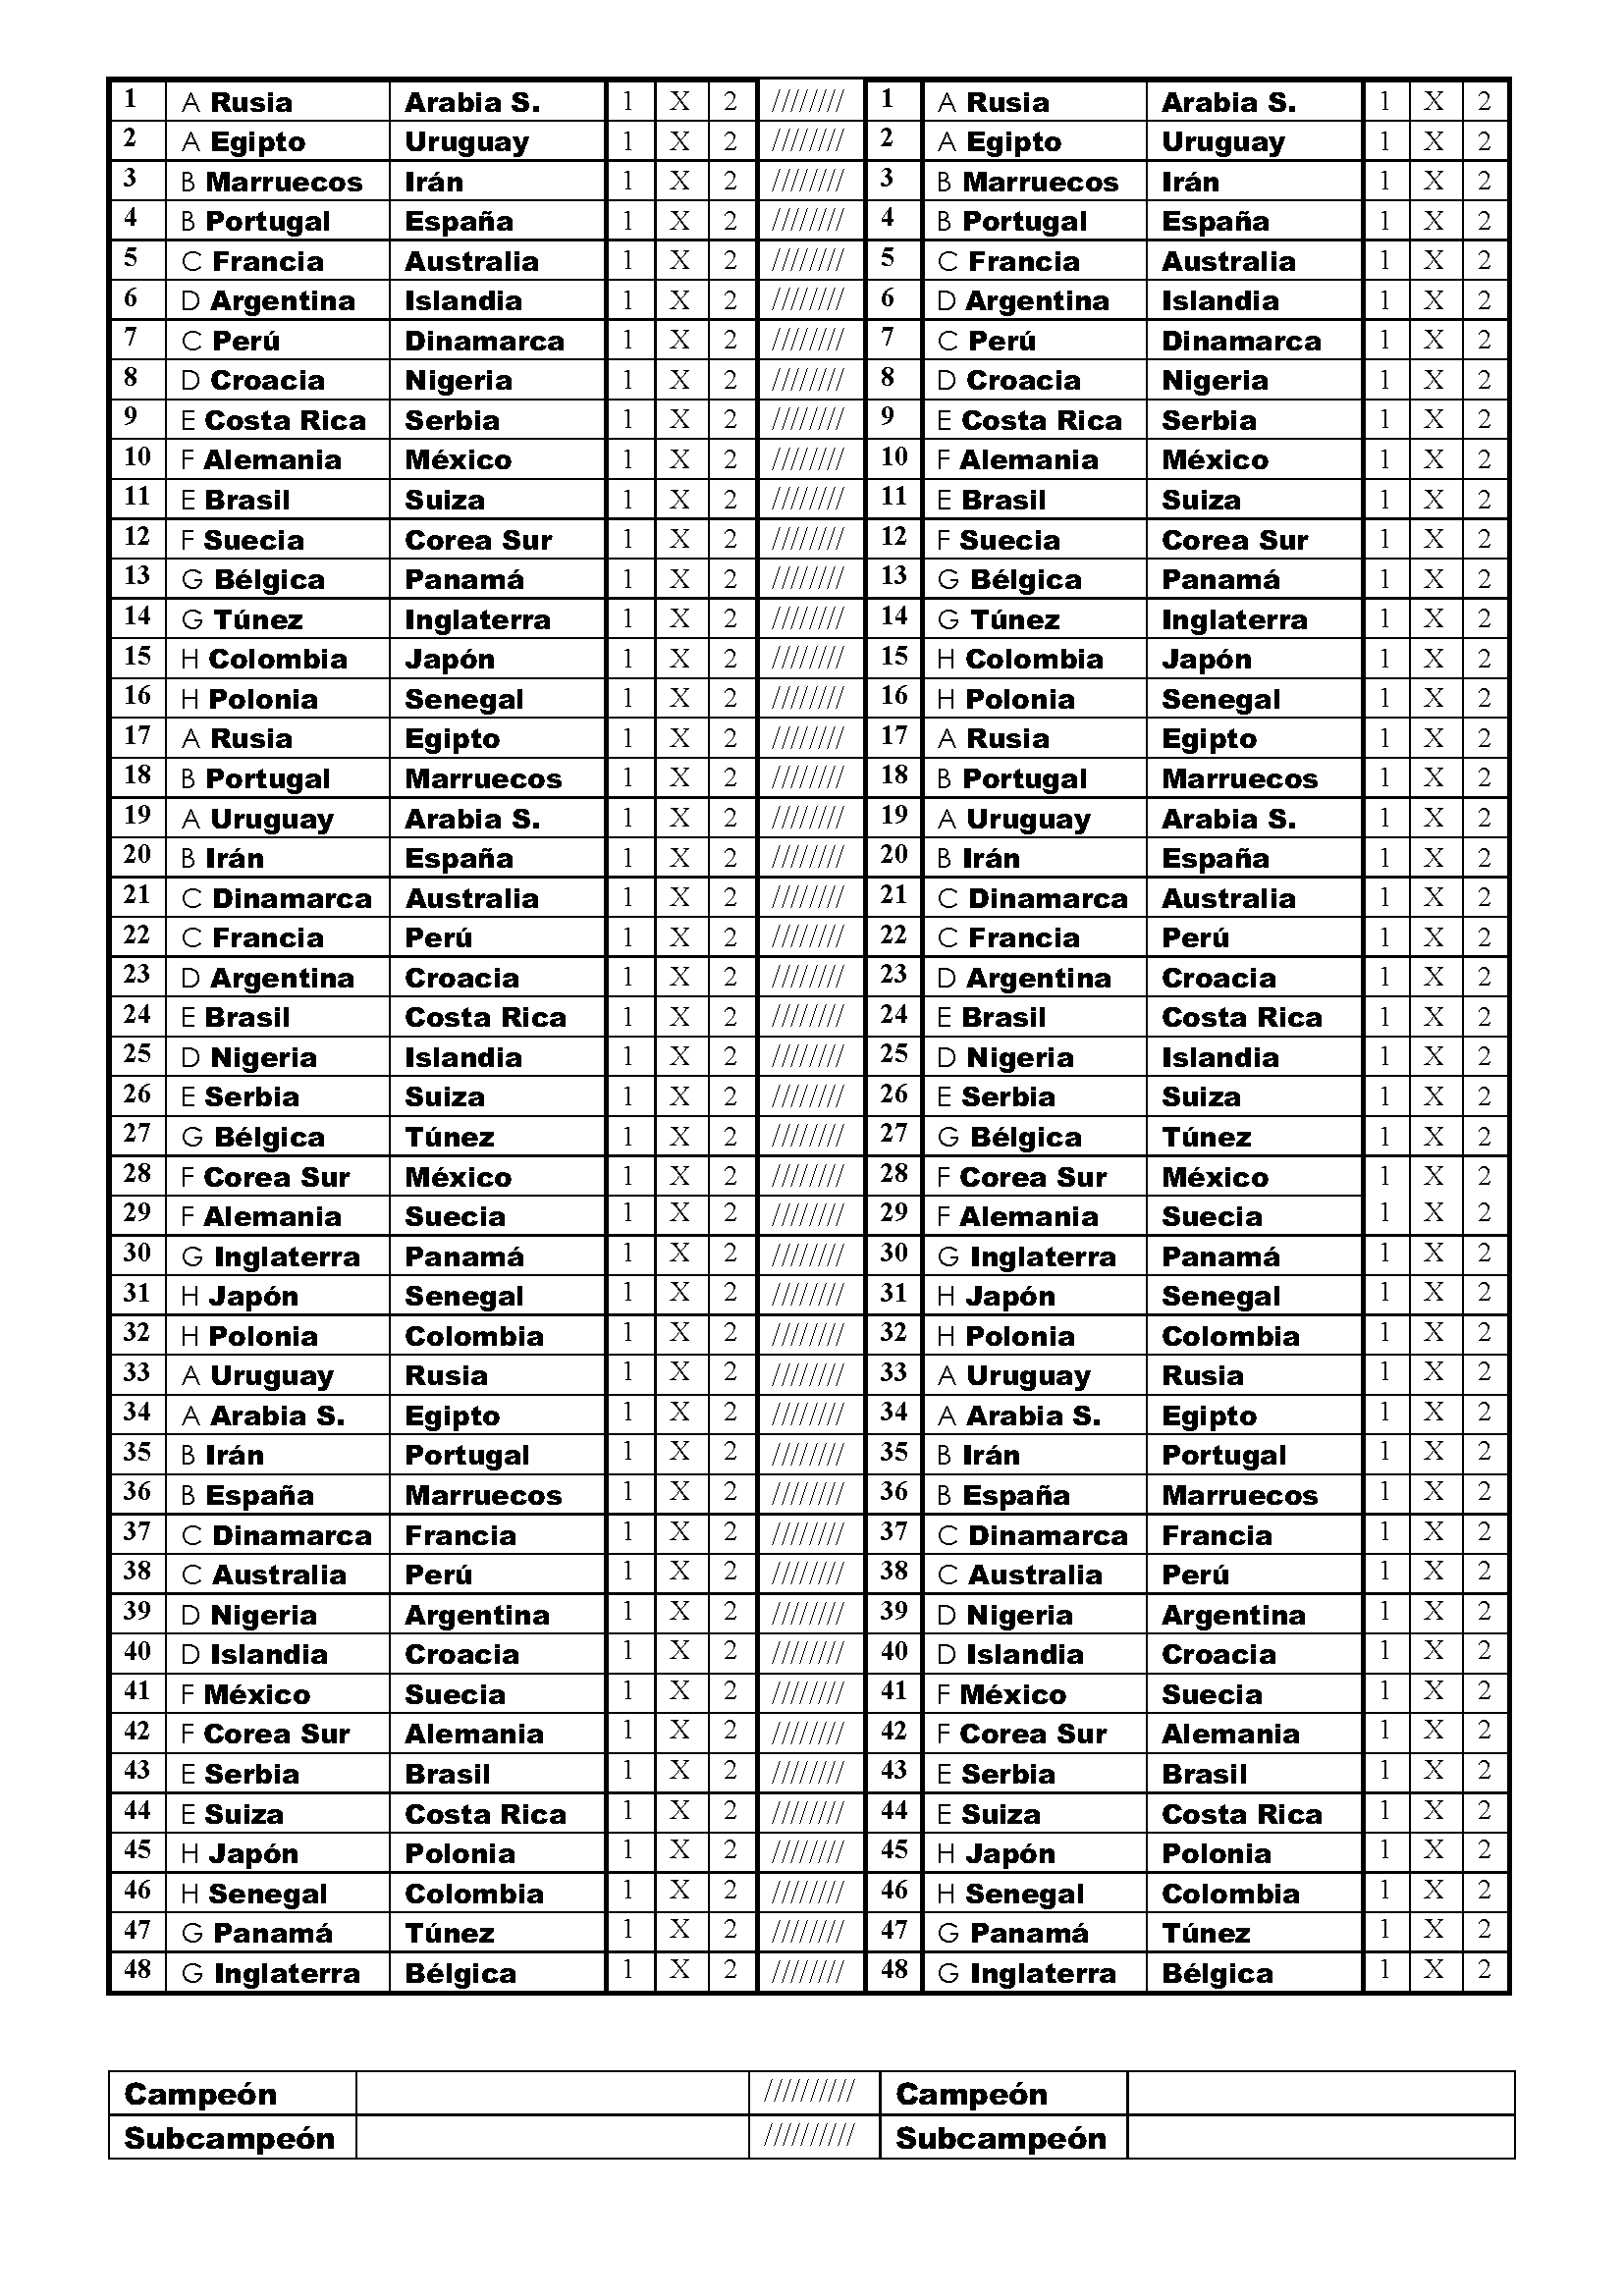 1 A Rusia Arabia S. 1 X 2 //////// 1 A Rusia Arabia S. 1 X 2
2 A Egipto Uruguay 1 X 2 //////// 2 A Egipto Uruguay 1 X 2
3 B Marruecos Irán 1 X 2 //////// 3 B Marruecos Irán 1 X 2
4 B Portugal España 1 X 2 //////// 4 B Portugal España 1 X 2
5 C Francia Australia 1 X 2 //////// 5 C Francia Australia 1 X 2
6 D Argentina Islandia 1 X 2 //////// 6 D Argentina Islandia 1 X 2
7 C Perú Dinamarca 1 X 2 //////// 7 C Perú Dinamarca 1 X 2
8 D Croacia Nigeria 1 X 2 //////// 8 D Croacia Nigeria 1 X 2
9 E Costa Rica Serbia 1 X 2 //////// 9 E Costa Rica Serbia 1 X 2
10 F Alemania México 1 X 2 //////// 10 F Alemania México 1 X 2
11 E Brasil Suiza 1 X 2 //////// 11 E Brasil Suiza 1 X 2
12 F Suecia Corea Sur 1 X 2 //////// 12 F Suecia Corea Sur 1 X 2
13 G Bélgica Panamá 1 X 2 //////// 13 G Bélgica Panamá 1 X 2
14 G Túnez Inglaterra 1 X 2 //////// 14 G Túnez Inglaterra 1 X 2
15 H Colombia Japón 1 X 2 //////// 15 H Colombia Japón 1 X 2
16 H Polonia Senegal 1 X 2 //////// 16 H Polonia Senegal 1 X 2
17 A Rusia Egipto 1 X 2 //////// 17 A Rusia Egipto 1 X 2
18 B Portugal Marruecos 1 X 2 //////// 18 B Portugal Marruecos 1 X 2
19 A Uruguay Arabia S. 1 X 2 //////// 19 A Uruguay Arabia S. 1 X 2
20 B Irán España 1 X 2 //////// 20 B Irán España 1 X 2
21 C Dinamarca Australia 1 X 2 //////// 21 C Dinamarca Australia 1 X 2
22 C Francia Perú 1 X 2 //////// 22 C Francia Perú 1 X 2
23 D Argentina Croacia 1 X 2 //////// 23 D Argentina Croacia 1 X 2
24 E Brasil Costa Rica 1 X 2 //////// 24 E Brasil Costa Rica 1 X 2
25 D Nigeria Islandia 1 X 2 //////// 25 D Nigeria Islandia 1 X 2
26 E Serbia Suiza 1 X 2 //////// 26 E Serbia Suiza 1 X 2
27 G Bélgica Túnez 1 X 2 //////// 27 G Bélgica Túnez 1 X 2
28 F Corea Sur México 1 X 2 //////// 28 F Corea Sur México 1 X 2
29 F Alemania Suecia 1 X 2 //////// 29 F Alemania Suecia 1 X 2
30 G Inglaterra Panamá 1 X 2 //////// 30 G Inglaterra Panamá 1 X 2
31 H Japón Senegal 1 X 2 //////// 31 H Japón Senegal 1 X 2
32 H Polonia Colombia 1 X 2 //////// 32 H Polonia Colombia 1 X 2
33 A Uruguay Rusia 1 X 2 //////// 33 A Uruguay Rusia 1 X 2
34 A Arabia S. Egipto 1 X 2 //////// 34 A Arabia S. Egipto 1 X 2
35 B Irán Portugal 1 X 2 //////// 35 B Irán Portugal 1 X 2
36 B España Marruecos 1 X 2 //////// 36 B España Marruecos 1 X 2
37 C Dinamarca Francia 1 X 2 //////// 37 C Dinamarca Francia 1 X 2
38 C Australia Perú 1 X 2 //////// 38 C Australia Perú 1 X 2
39 D Nigeria Argentina 1 X 2 //////// 39 D Nigeria Argentina 1 X 2
40 D Islandia Croacia 1 X 2 //////// 40 D Islandia Croacia 1 X 2
41 F México Suecia 1 X 2 //////// 41 F México Suecia 1 X 2
42 F Corea Sur Alemania 1 X 2 //////// 42 F Corea Sur Alemania 1 X 2
43 E Serbia Brasil 1 X 2 //////// 43 E Serbia Brasil 1 X 2
44 E Suiza Costa Rica 1 X 2 //////// 44 E Suiza Costa Rica 1 X 2
45 H Japón Polonia 1 X 2 //////// 45 H Japón Polonia 1 X 2
46 H Senegal Colombia 1 X 2 //////// 46 H Senegal Colombia 1 X 2
47 G Panamá Túnez 1 X 2 //////// 47 G Panamá Túnez 1 X 2
48 G Inglaterra Bélgica 1 X 2 //////// 48 G Inglaterra Bélgica 1 X 2
Campeón ////////// Campeón
Subcampeón ////////// Subcampeón